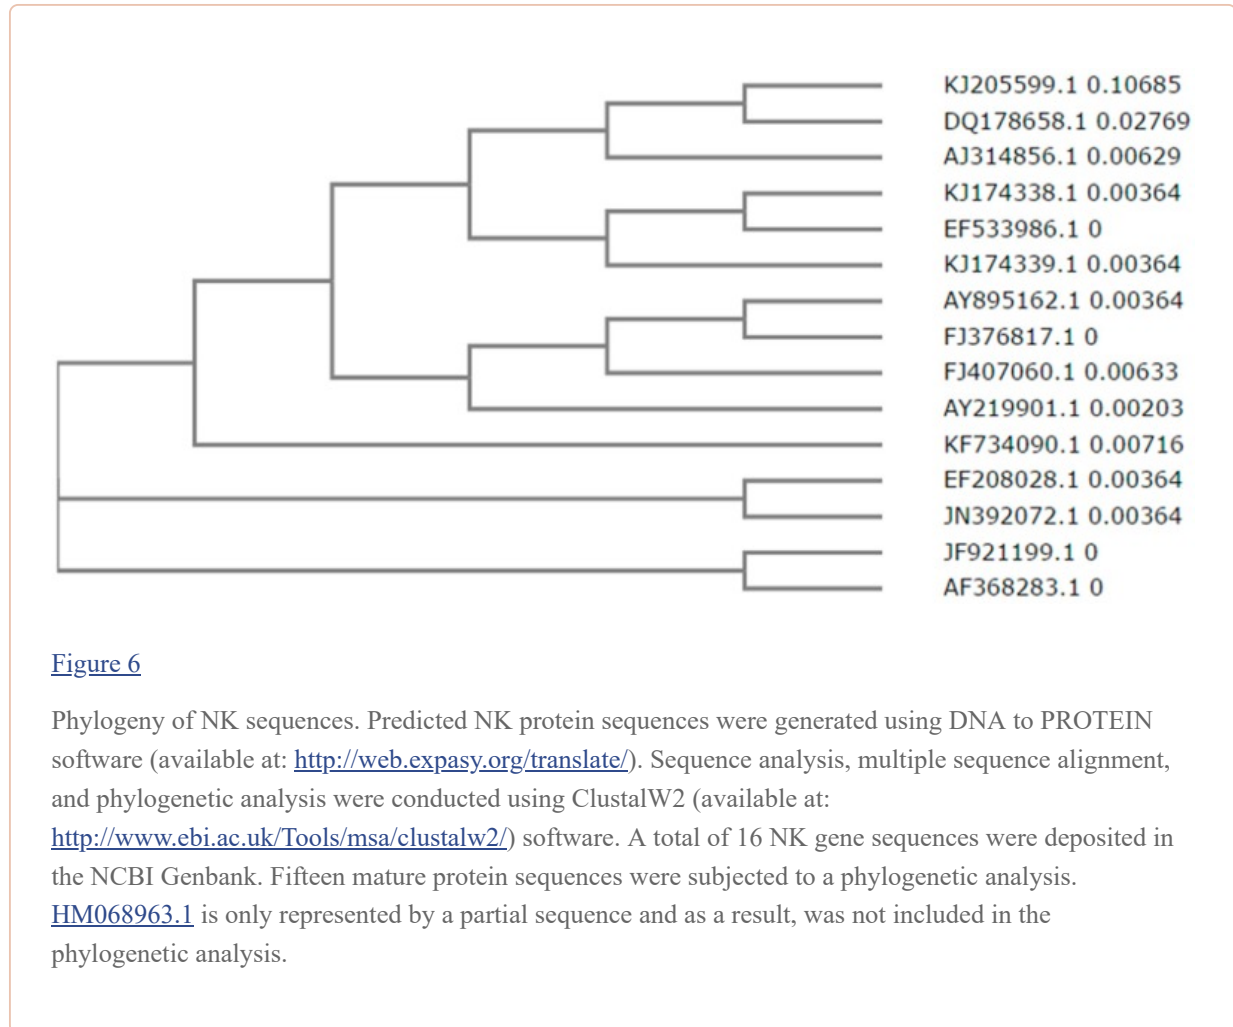 KJ205599.1 0.10685
DQ178658.1 0.02769
AJ314856.1 0.00629
KJ174338.1 0.00364
EF533986.1 0
KJ174339.1 0.00364
AY895162.1 0.00364
FJ376817.1 0
FJ407060.1 0.00633
AY219901.1 0.00203
KF734090.1 0.00716
EF208028.1 0.00364
JN392072.1 0.00364
JF921199.1 0
AF368283.1 0
Figure 6
Phylogeny of NK sequences. Predicted NK protein sequences were generated using DNA to PROTEIN
software (available at: http://web.expasy.org/translate/). Sequence analysis, multiple sequence alignment,
and phylogenetic analysis were conducted using ClustalW2 (available at:
http://www.ebi.ac.uk/Tools/msa/clustalw2/) software. A total of 16 NK gene sequences were deposited in
the NCBI Genbank. Fifteen mature protein sequences were subjected to a phylogenetic analysis.
HM068963.1 is only represented by a partial sequence and as a result, was not included in the
phylogenetic analysis.